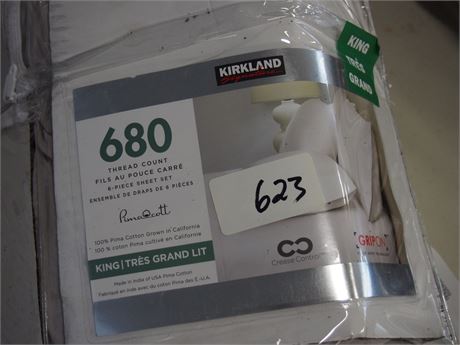 KING
TRÈS
GRAND
KIRKLAND
Signature
680
THREAD COUNT
FILS AU POUCE CARRÉ
6-PIECE SHEET SET
ENSEMBLE DE DRAPS DE 6 PIÈCES
Pimacott
623
100% Pima Cotton Grown in California
100 % coton Pima cultivé en Californie
KING | TRÈS GRAND LIT
Crease Control
GRIPON
Made in India of USA Pima Cotton
Fabriqué en Inde avec du coton Pima des É.-U.A.